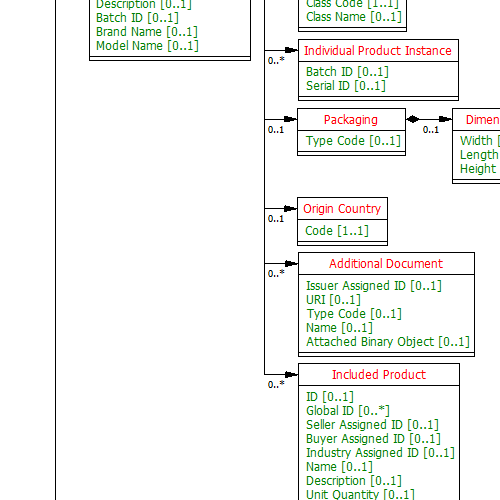 Description [0..1]
Batch ID [0..1]
Brand Name [0..1]
Model Name [0..1]
Class Code [1..1]
Class Name [0..1]
0..*
Individual Product Instance
Batch ID [0..1]
Serial ID [0..1]
0..1
Packaging
Type Code [0..1]
0..1
Dimen
Width [
Length
Height
0..1
Origin Country
Code [1..1]
0..*
Additional Document
Issuer Assigned ID [0..1]
URI [0..1]
Type Code [0..1]
Name [0..1]
Attached Binary Object [0..1]
0..*
Included Product
ID [0..1]
Global ID [0..*]
Seller Assigned ID [0..1]
Buyer Assigned ID [0..1]
Industry Assigned ID [0..1]
Name [0..1]
Description [0..1]
Unit Quantity [0..1]